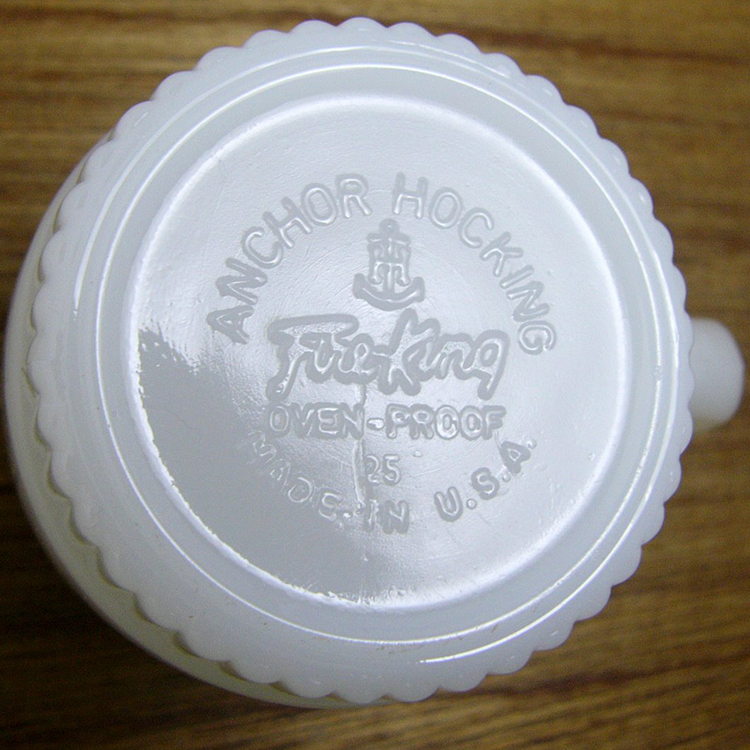 ANCHOR HOCKING
Fire-King
OVEN-PROOF
25
MADE IN U.S.A.